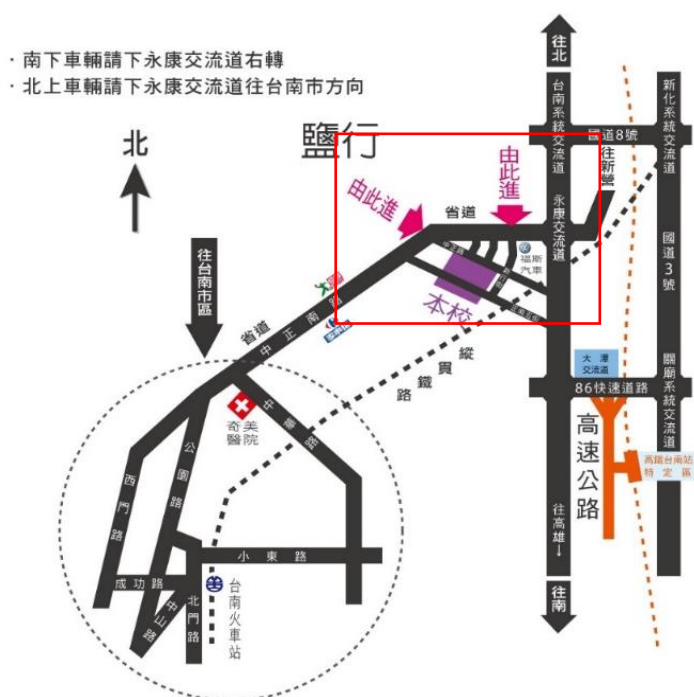 · 南下車輛請下永康交流道右轉
· 北上車輛請下永康交流道往台南市方向
北
鹽行
往北
台南系統交流道
新化系統交流道
國道8號
往新營
由此進
由此進
省道
永康交流道
福斯
汽車
國道3號
本校
往台南市區
省道
中正南路
縱貫鐵路
大灣
交流道
86快速道路
關廟系統交流道
奇美
醫院
中華路
高速公路
高鐵台南站
特定區
公園路
西門路
往高雄→
小東路
成功路
中山路
北門路
台南火車站
往南